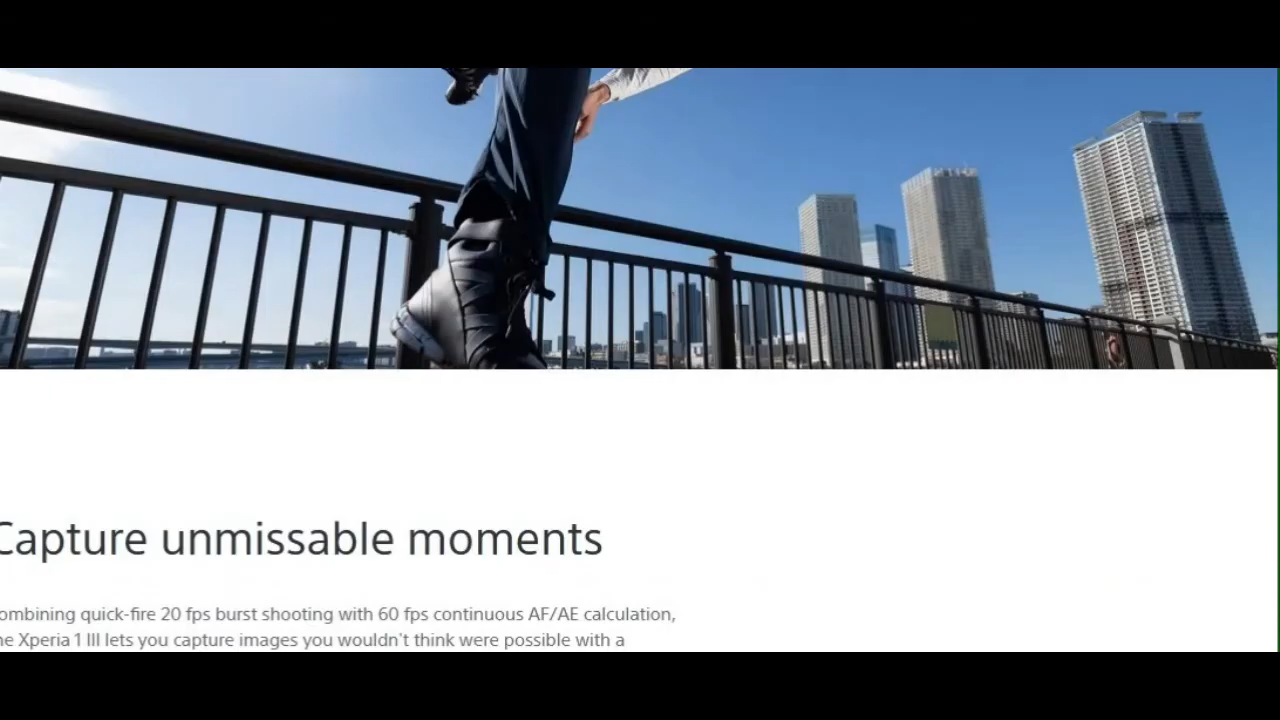 Capture unmissable moments
ombining quick-fire 20 fps burst shooting with 60 fps continuous AF/AE calculation,
he Xperia 1 III lets you capture images you wouldn't think were possible with a